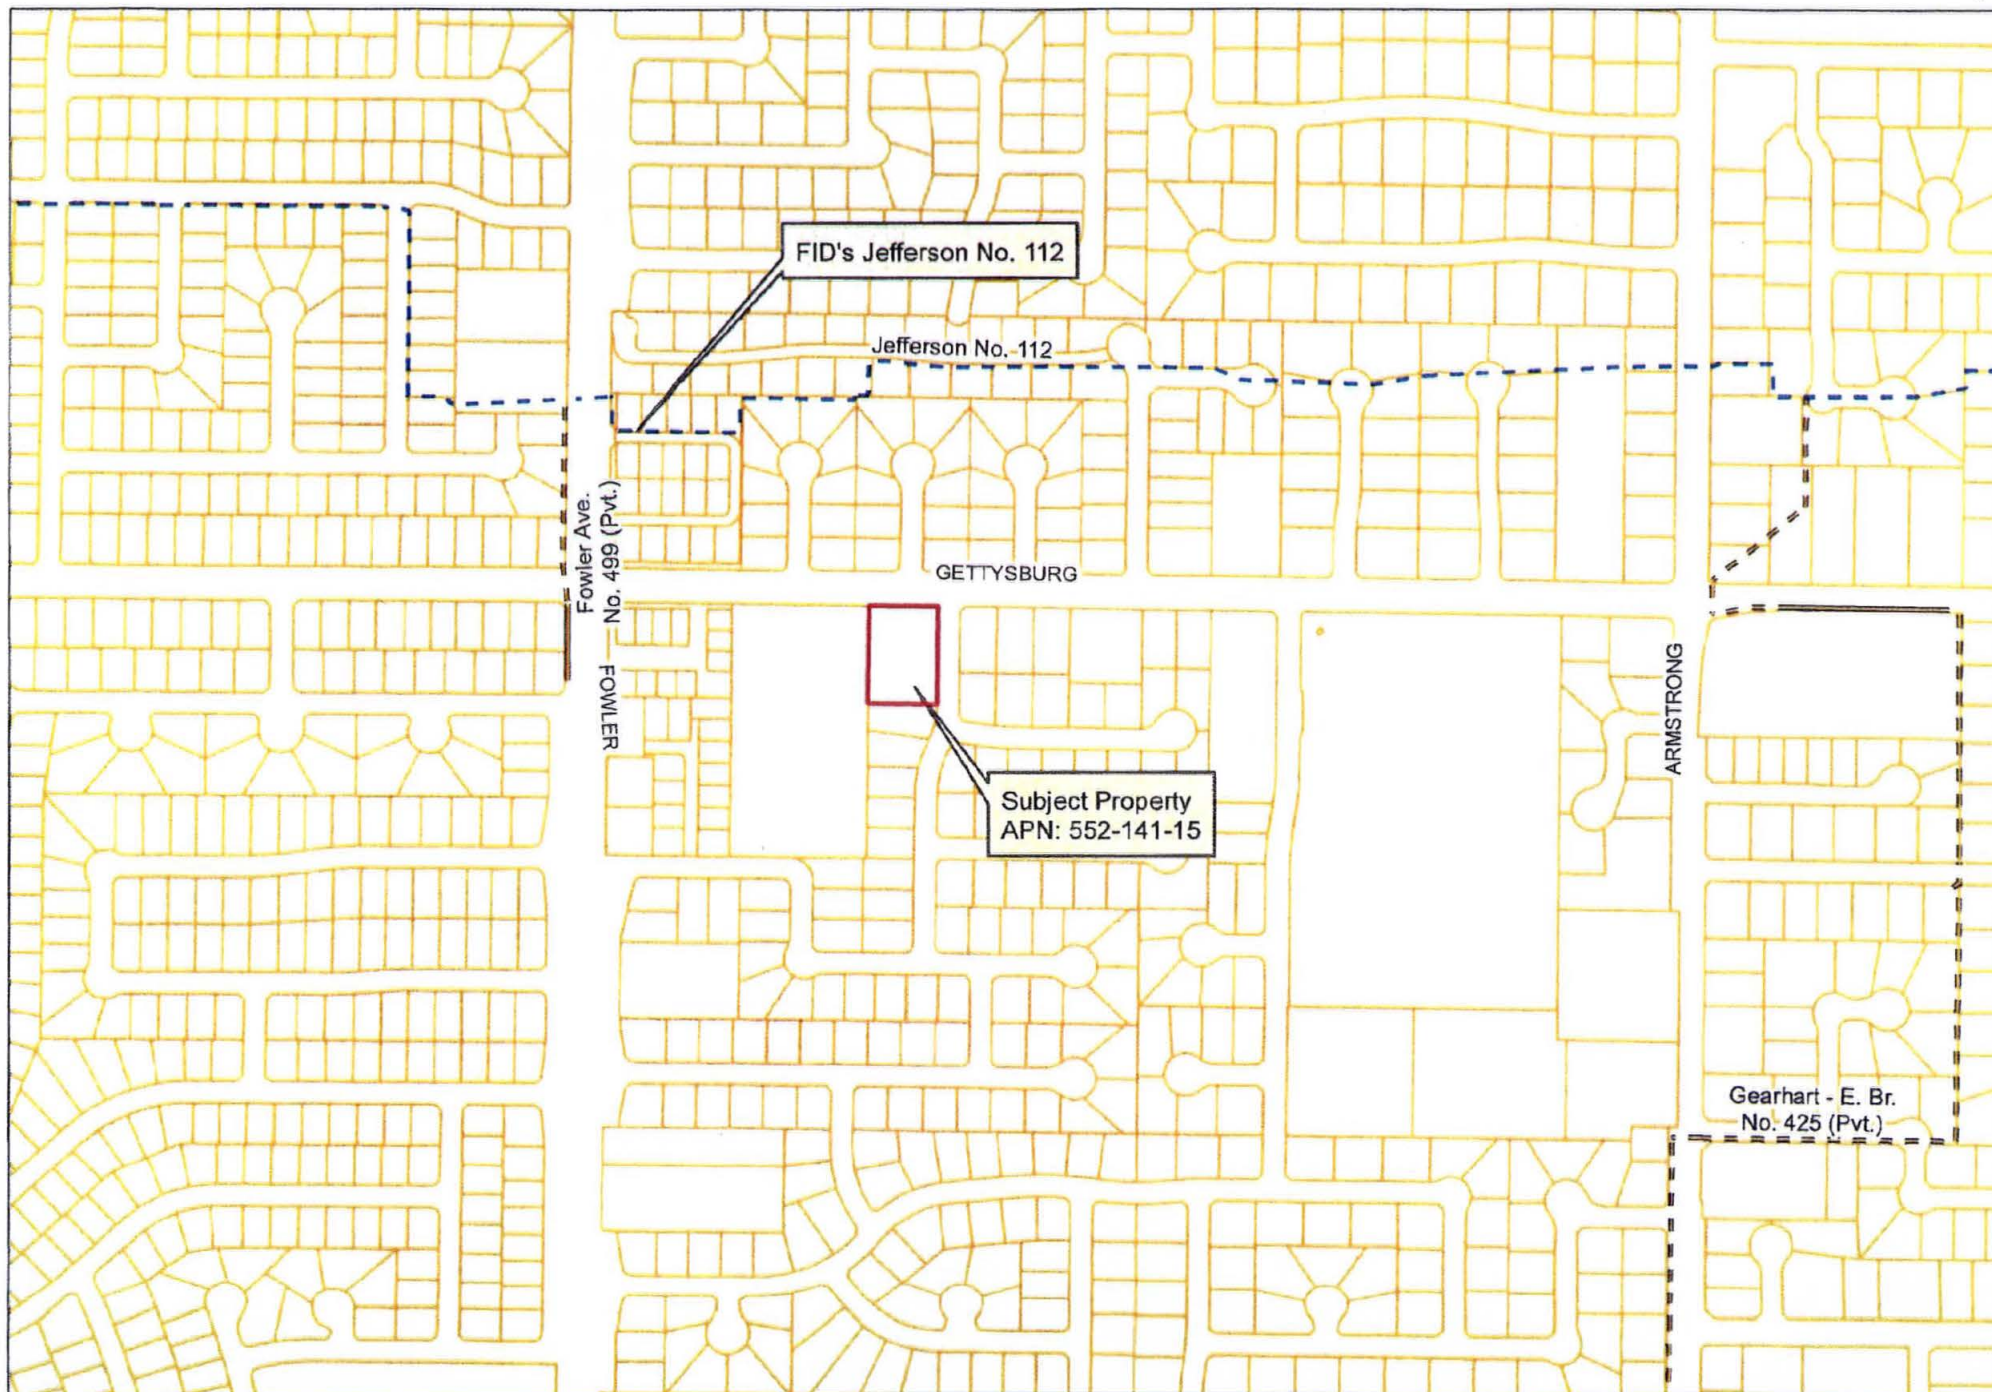 FID's Jefferson No. 112
Jefferson No. 112
Fowler Ave.
No. 499 (Pvt.)
GETTYSBURG
FOWLER
ARMSTRONG
Subject Property
APN: 552-141-15
Gearhart - E. Br.
No. 425 (Pvt.)